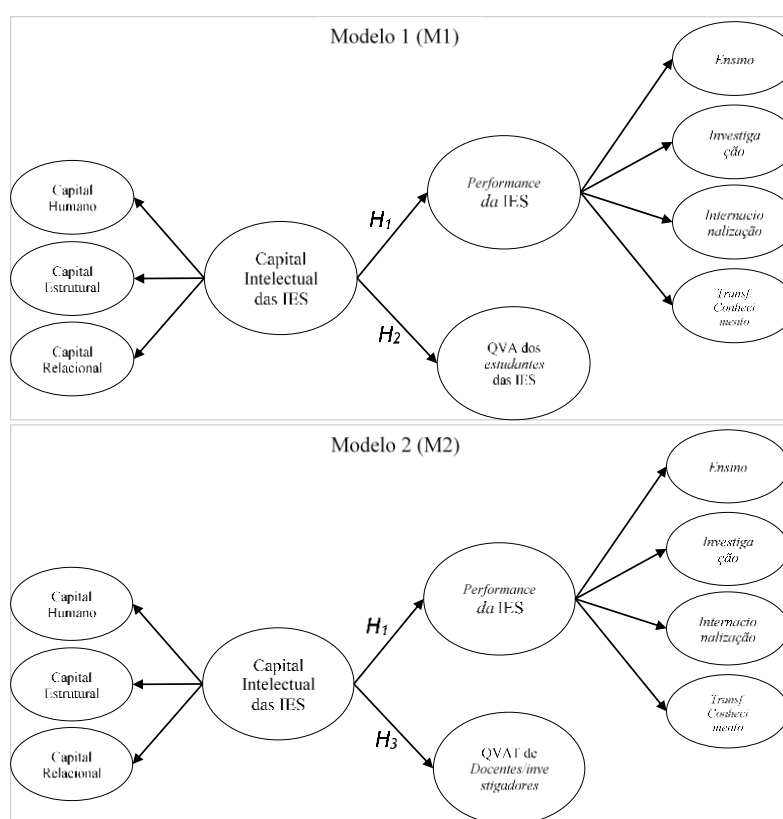 Modelo 1 (M1)
Ensino
Investiga
ção
Capital
Humano
Performance
da IES
H1
Internacio
nalização
Capital
Estrutural
Capital
Intelectual
das IES
Transf
Conheci
mento
H2
Capital
Relacional
QVA dos
estudantes
das IES
Modelo 2 (M2)
Ensino
Investiga
ção
Capital
Humano
Performance
da IES
H1
Internacio
nalização
Capital
Estrutural
Capital
Intelectual
das IES
Transf
Conheci
mento
H3
Capital
Relacional
QVAT de
Docentes/inve
stigadores